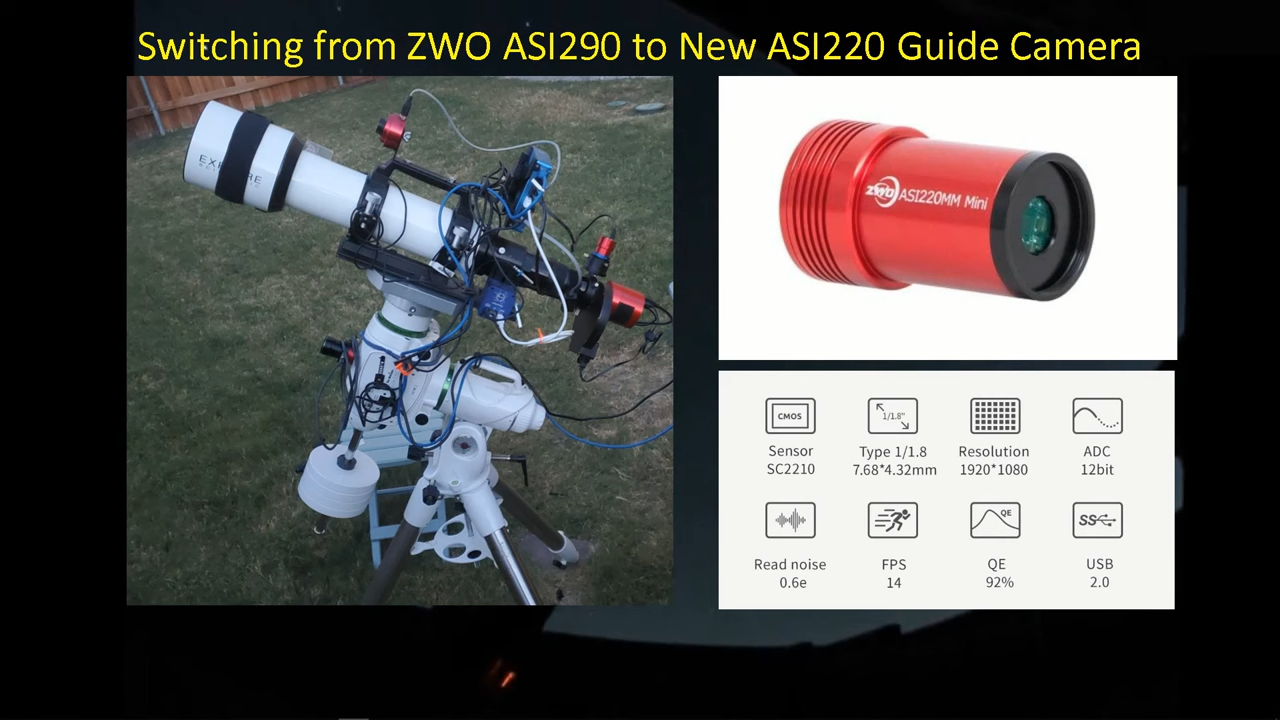 Switching from ZWO ASI290 to New ASI220 Guide Camera
ZWO ASI220MM Mini
CMOS
1/1.8"
Sensor
SC2210
Type 1/1.8
7.68*4.32mm
Resolution
1920*1080
ADC
12bit
QE
SS
Read noise
0.6e
FPS
14
QE
92%
USB
2.0